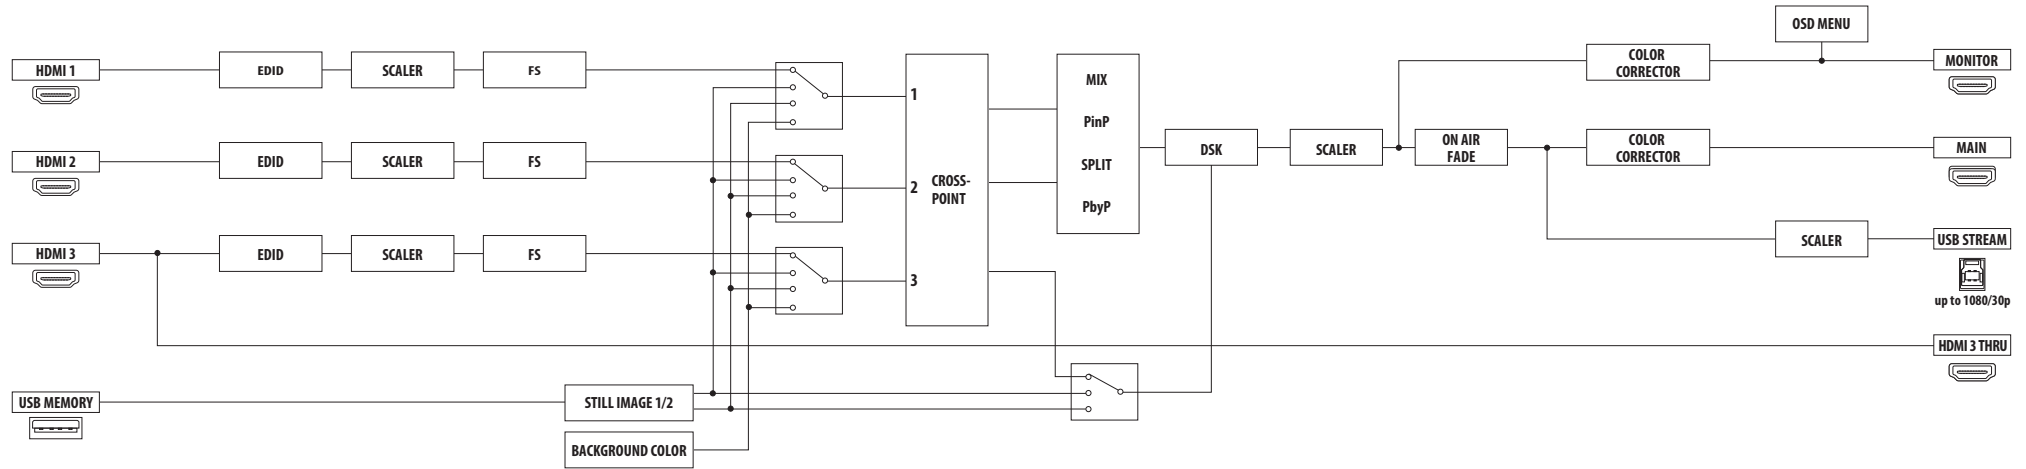 OSD MENU
HDMI 1
EDID
SCALER
FS
COLOR
CORRECTOR
MONITOR
1
MIX
PinP
SPLIT
PbyP
HDMI 2
EDID
SCALER
FS
2
CROSS-
POINT
DSK
SCALER
ON AIR
FADE
COLOR
CORRECTOR
MAIN
HDMI 3
EDID
SCALER
FS
3
SCALER
USB STREAM
up to 1080/30p
HDMI 3 THRU
USB MEMORY
STILL IMAGE 1/2
BACKGROUND COLOR